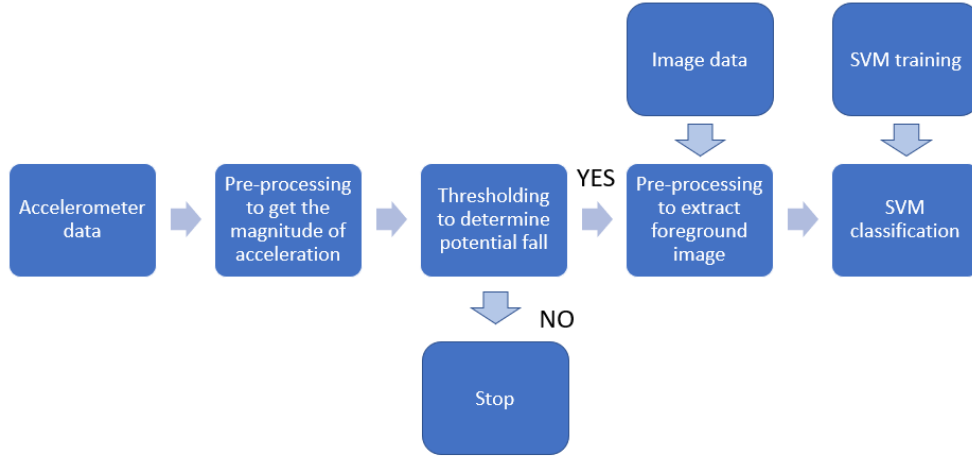 Image data
SVM training
Accelerometer
data
Pre-processing
to get the
magnitude of
acceleration
Thresholding
to determine
potential fall
YES
Pre-processing
to extract
foreground
image
SVM
classification
NO
Stop